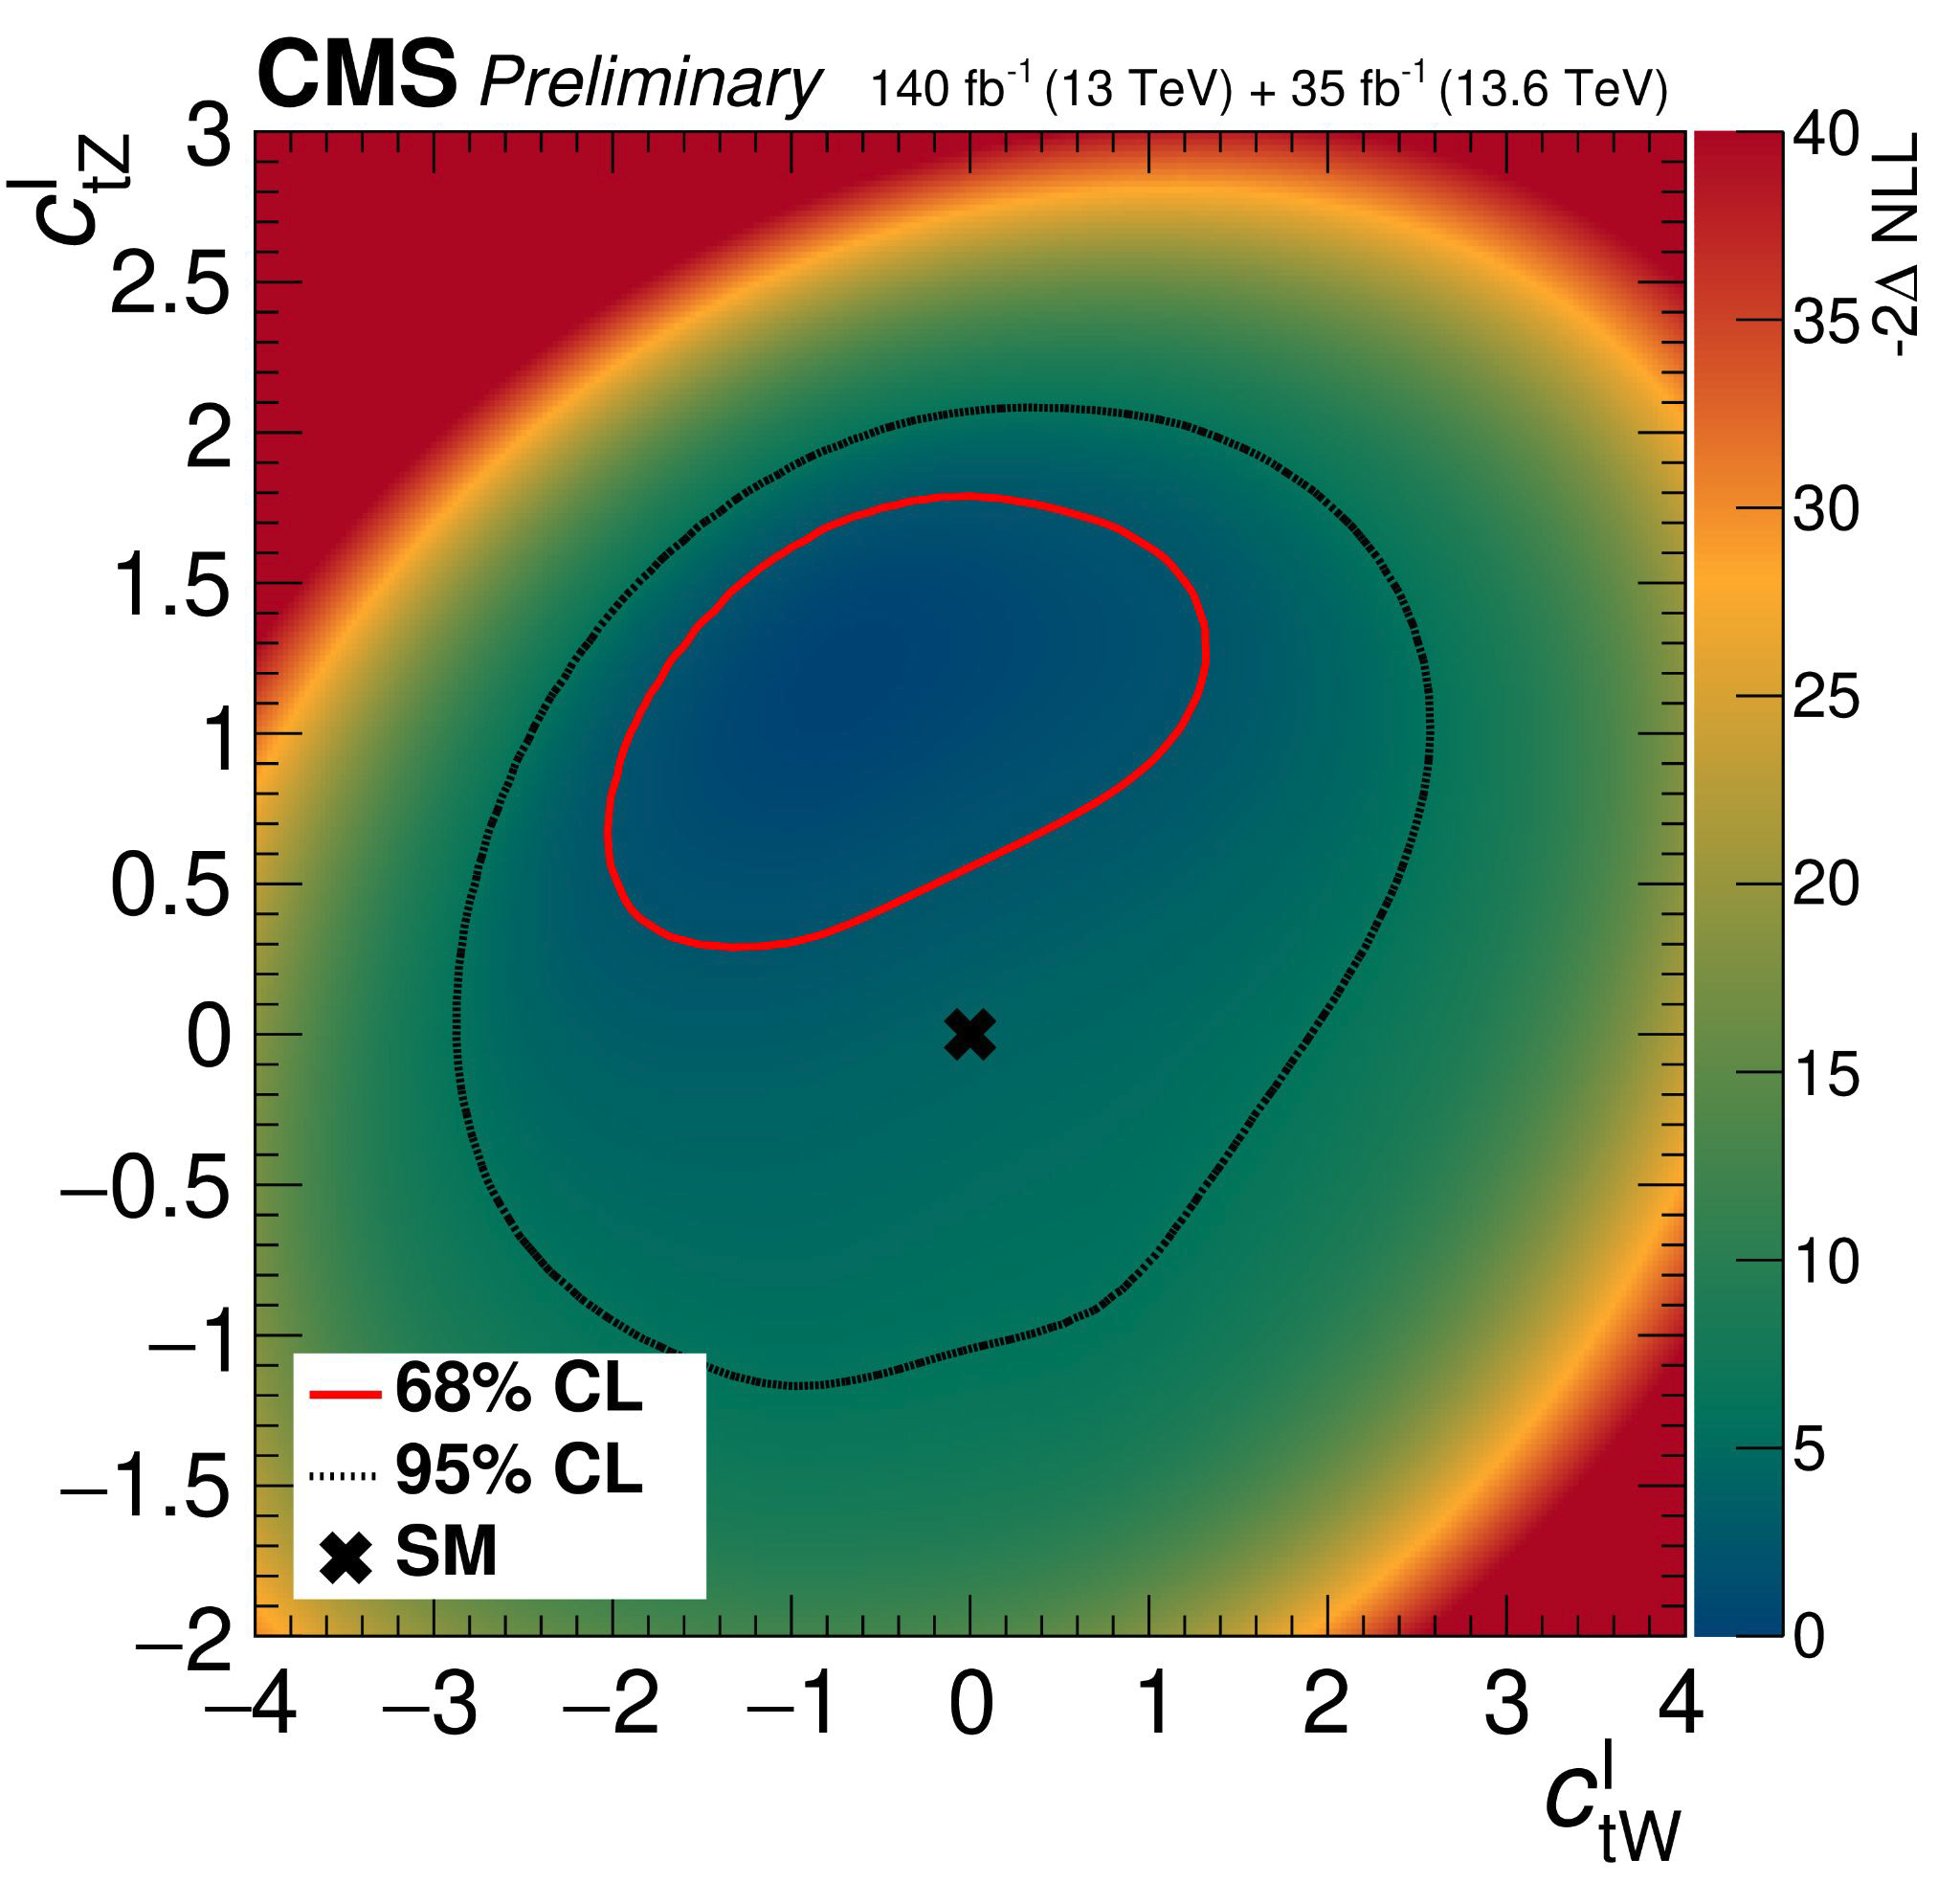 CMS Preliminary 140 fb⁻¹ (13 TeV) + 35 fb⁻¹ (13.6 TeV)
c^I_tZ
3
2.5
2
1.5
1
0.5
0
−0.5
−1
−1.5
−2
68% CL
95% CL
SM
−4 −3 −2 −1 0 1 2 3 4
c^I_tW
40
35
30
25
20
15
10
5
0
-2Δ NLL